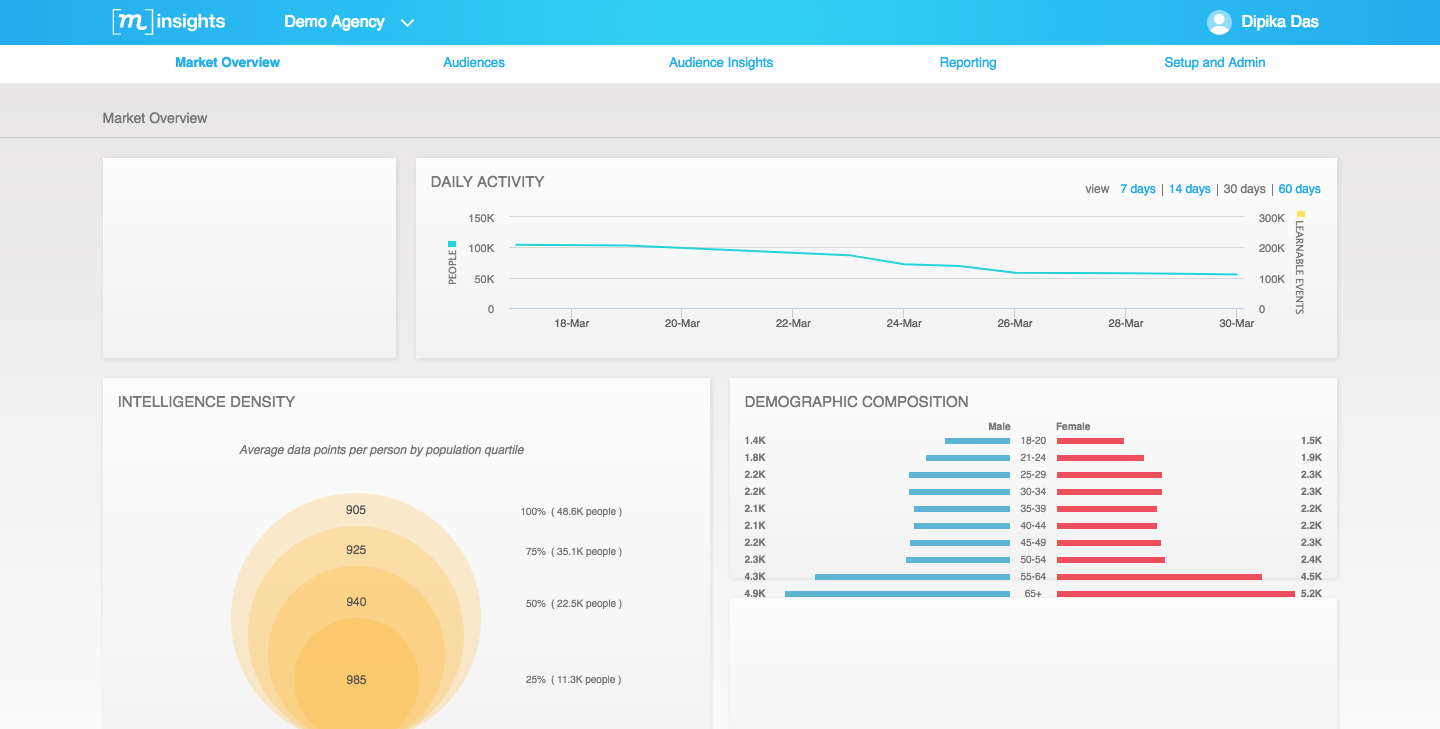 [m] insights
Demo Agency
Dipika Das
Market Overview
Audiences
Audience Insights
Reporting
Setup and Admin
Market Overview
DAILY ACTIVITY
view 7 days | 14 days | 30 days | 60 days
PEOPLE
150K
100K
50K
0
300K
200K
100K
0
LEARNABLE EVENTS
18-Mar
20-Mar
22-Mar
24-Mar
26-Mar
28-Mar
30-Mar
INTELLIGENCE DENSITY
Average data points per person by population quartile
905
100% ( 48.6K people )
925
75% ( 35.1K people )
940
50% ( 22.5K people )
985
25% ( 11.3K people )
DEMOGRAPHIC COMPOSITION
Male Female
1.4K 18-20 1.5K
1.8K 21-24 1.9K
2.2K 25-29 2.3K
2.2K 30-34 2.3K
2.1K 35-39 2.2K
2.1K 40-44 2.2K
2.2K 45-49 2.3K
2.3K 50-54 2.4K
4.3K 55-64 4.5K
4.9K 65+ 5.2K